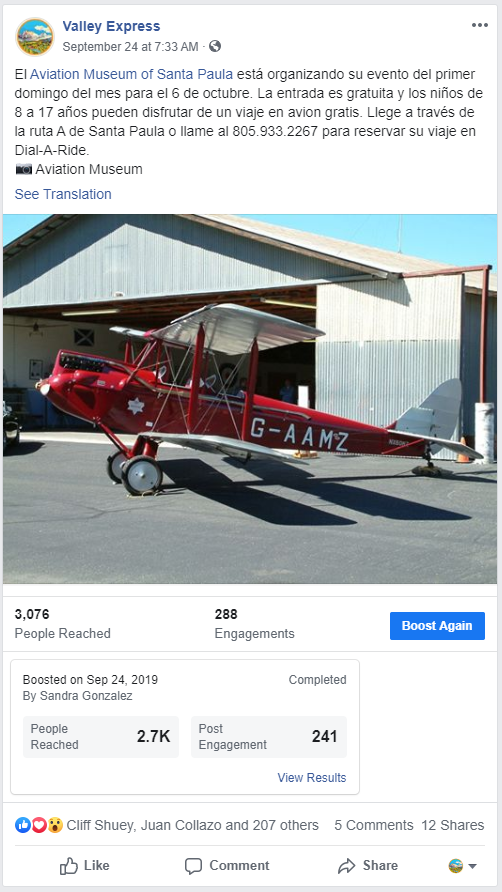 Valley Express
September 24 at 7:33 AM ·
El Aviation Museum of Santa Paula está organizando su evento del primer
domingo del mes para el 6 de octubre. La entrada es gratuita y los niños de
8 a 17 años pueden disfrutar de un viaje en avion gratis. Llege a través de
la ruta A de Santa Paula o llame al 805.933.2267 para reservar su viaje en
Dial-A-Ride.
Aviation Museum
See Translation
G-AAMZ
3,076
People Reached
288
Engagements
Boost Again
Boosted on Sep 24, 2019
Completed
By Sandra Gonzalez
People
Reached
2.7K
Post
Engagement
241
View Results
Cliff Shuey, Juan Collazo and 207 others
5 Comments
12 Shares
Like
Comment
Share